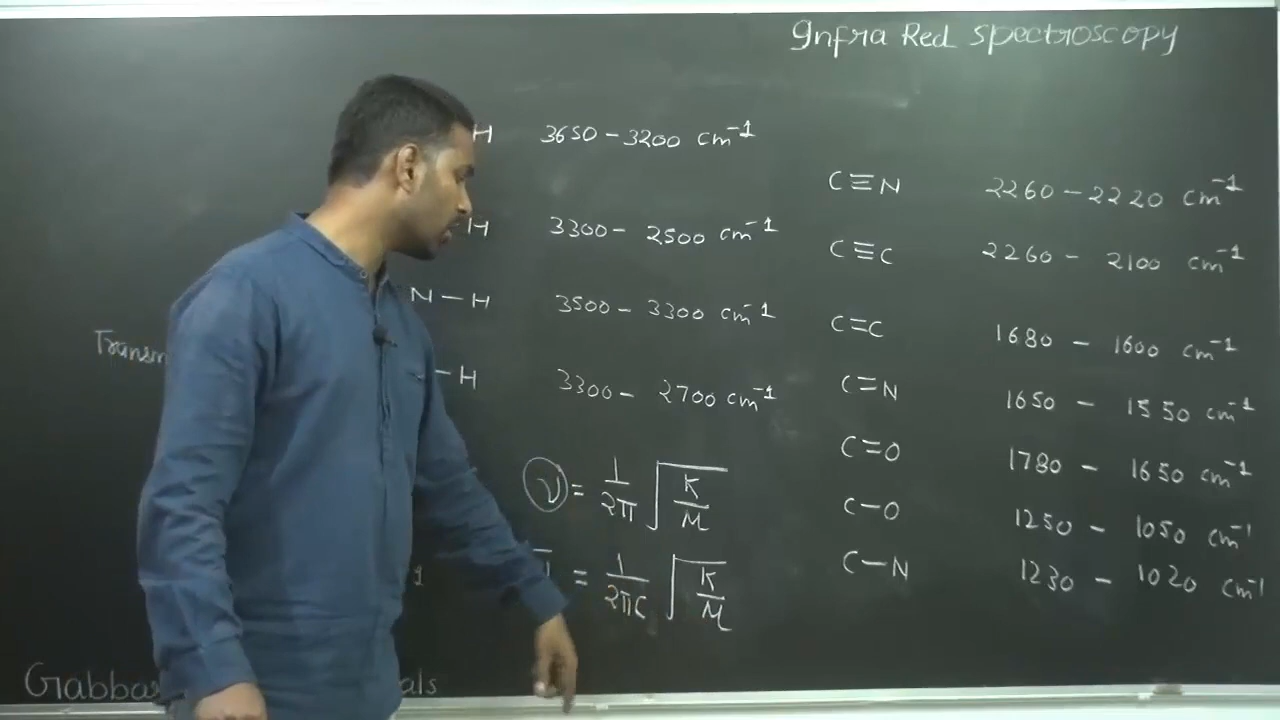 Infra Red Spectroscopy
H 3650 - 3200 cm⁻¹
H 3300 - 2500 cm⁻¹
N - H 3500 - 3300 cm⁻¹
- H 3300 - 2700 cm⁻¹
ν = 1/2π √K/M
= 1/2πc √K/M
1
C≡N 2260 - 2220 cm⁻¹
C≡C 2260 - 2100 cm⁻¹
C=C 1680 - 1600 cm⁻¹
C=N 1650 - 1550 cm⁻¹
C=O 1780 - 1650 cm⁻¹
C-O 1250 - 1050 cm⁻¹
C-N 1230 - 1020 cm⁻¹